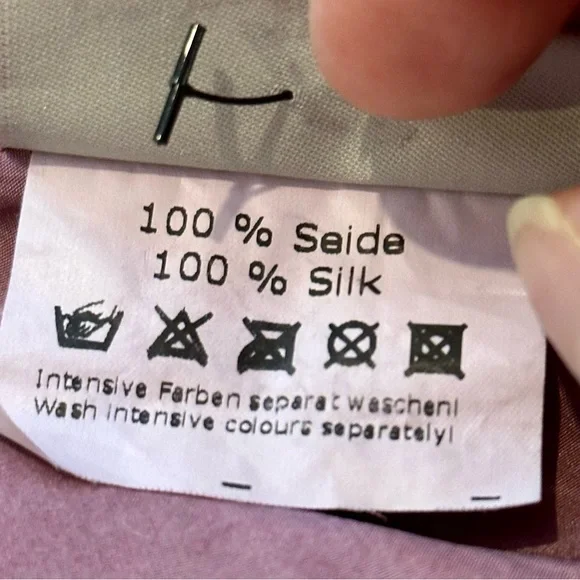 100 % Seide
100 % Silk
Intensive Farben separat waschen!
Wash intensive colours separately!